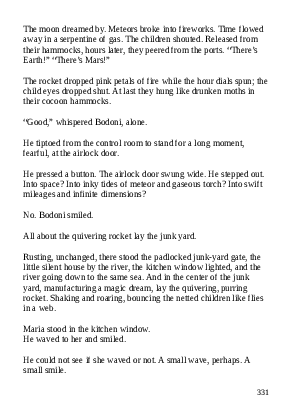 The moon dreamed by. Meteors broke into fireworks. Time flowed
away in a serpentine of gas. The children shouted. Released from
their hammocks, hours later, they peered from the ports. “There’s
Earth!” “There’s Mars!”
The rocket dropped pink petals of fire while the hour dials spun; the
child eyes dropped shut. At last they hung like drunken moths in
their cocoon hammocks.
“Good,” whispered Bodoni, alone.
He tiptoed from the control room to stand for a long moment,
fearful, at the airlock door.
He pressed a button. The airlock door swung wide. He stepped out.
Into space? Into inky tides of meteor and gaseous torch? Into swift
mileages and infinite dimensions?
No. Bodoni smiled.
All about the quivering rocket lay the junk yard.
Rusting, unchanged, there stood the padlocked junk-yard gate, the
little silent house by the river, the kitchen window lighted, and the
river going down to the same sea. And in the center of the junk
yard, manufacturing a magic dream, lay the quivering, purring
rocket. Shaking and roaring, bouncing the netted children like flies
in a web.
Maria stood in the kitchen window.
He waved to her and smiled.
He could not see if she waved or not. A small wave, perhaps. A
small smile.
331